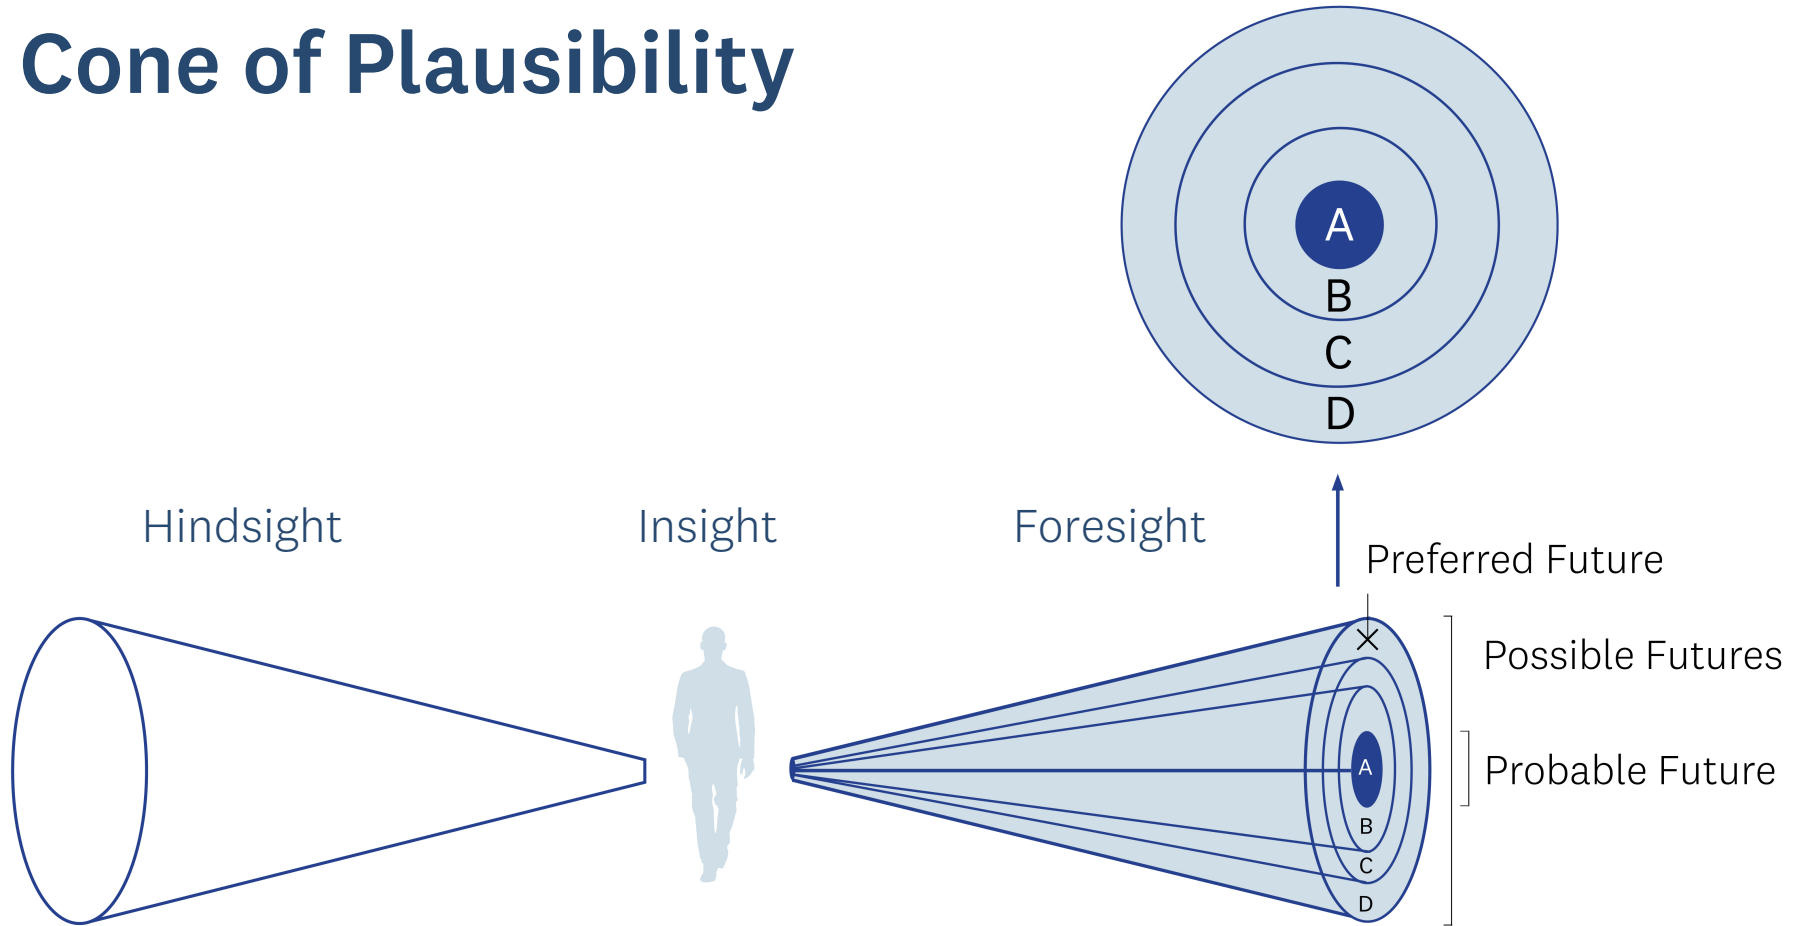 Cone of Plausibility
A
B
C
D
Hindsight
Insight
Foresight
Preferred Future
Possible Futures
Probable Future
A
B
C
D